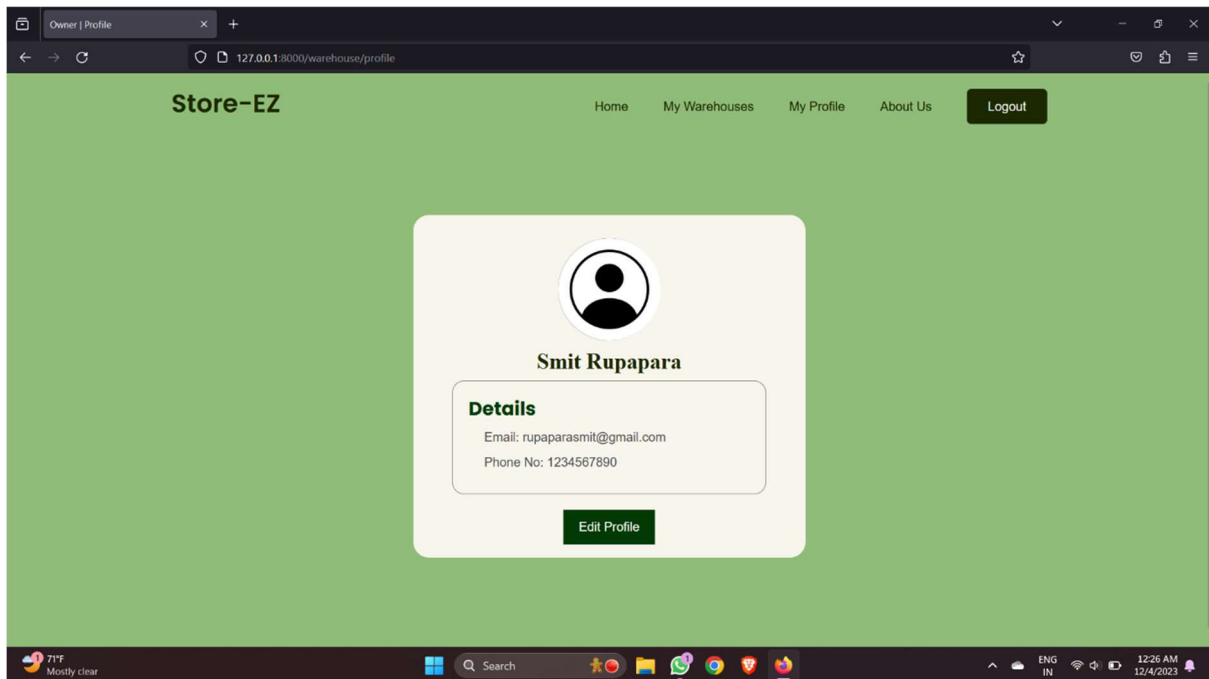 Owner | Profile
127.0.0.1:8000/warehouse/profile
Store-EZ
Home My Warehouses My Profile About Us Logout
Smit Rupapara
Details
Email: rupaparasmit@gmail.com
Phone No: 1234567890
Edit Profile
1
71°F
Mostly clear
Search
ENG
IN
12:26 AM
12/4/2023